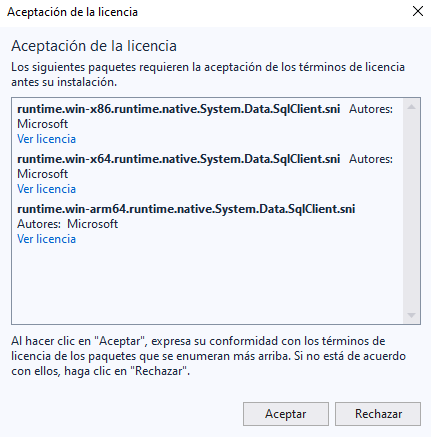 Aceptación de la licencia
Aceptación de la licencia
Los siguientes paquetes requieren la aceptación de los términos de licencia
antes su instalación.
runtime.win-x86.runtime.native.System.Data.SqlClient.sni Autores:
Microsoft
Ver licencia
runtime.win-x64.runtime.native.System.Data.SqlClient.sni Autores:
Microsoft
Ver licencia
runtime.win-arm64.runtime.native.System.Data.SqlClient.sni
Autores: Microsoft
Ver licencia
Al hacer clic en "Aceptar", expresa su conformidad con los términos de
licencia de los paquetes que se enumeran más arriba. Si no está de acuerdo
con ellos, haga clic en "Rechazar".
Aceptar Rechazar